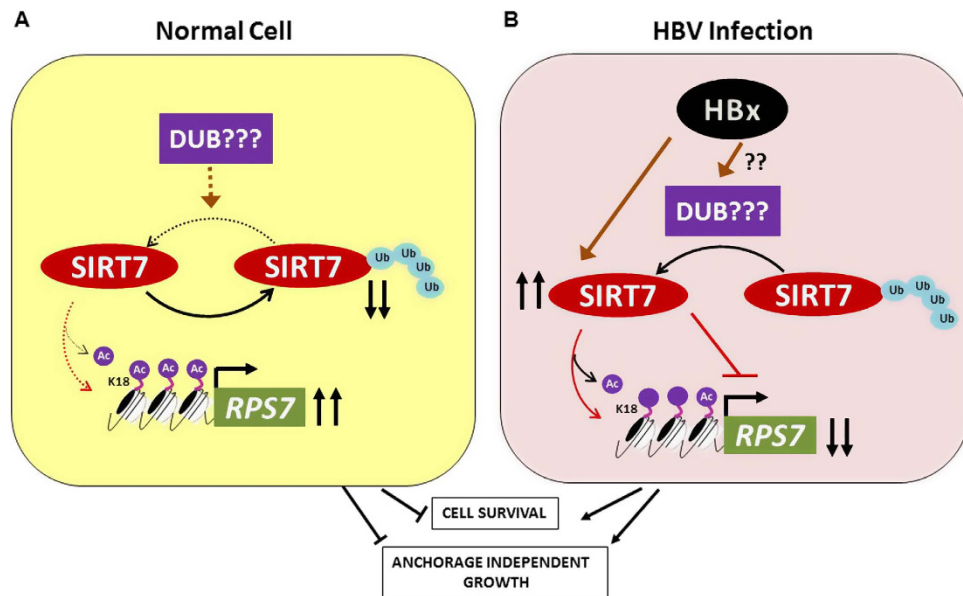 A
Normal Cell
DUB???
SIRT7
SIRT7
Ub
Ub
Ub
Ub
Ac
K18
Ac
Ac
Ac
RPS7
B
HBV Infection
HBx
??
DUB???
SIRT7
SIRT7
Ub
Ub
Ub
Ub
Ac
K18
Ac
RPS7
CELL SURVIVAL
ANCHORAGE INDEPENDENT
GROWTH